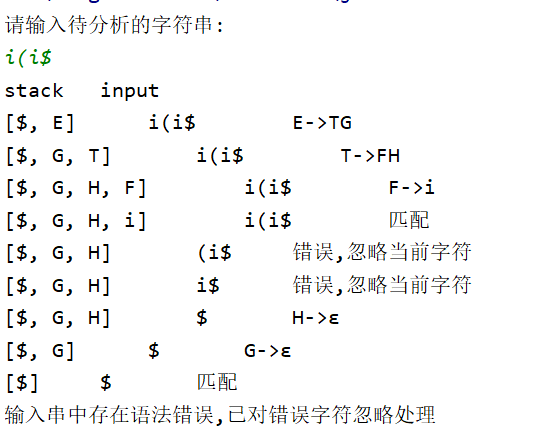 请输入待分析的字符串:
i(i$
stack input
[$, E] i(i$ E->TG
[$, G, T] i(i$ T->FH
[$, G, H, F] i(i$ F->i
[$, G, H, i] i(i$ 匹配
[$, G, H] (i$ 错误,忽略当前字符
[$, G, H] i$ 错误,忽略当前字符
[$, G, H] $ H->ε
[$, G] $ G->ε
[$] $ 匹配
输入串中存在语法错误,已对错误字符忽略处理